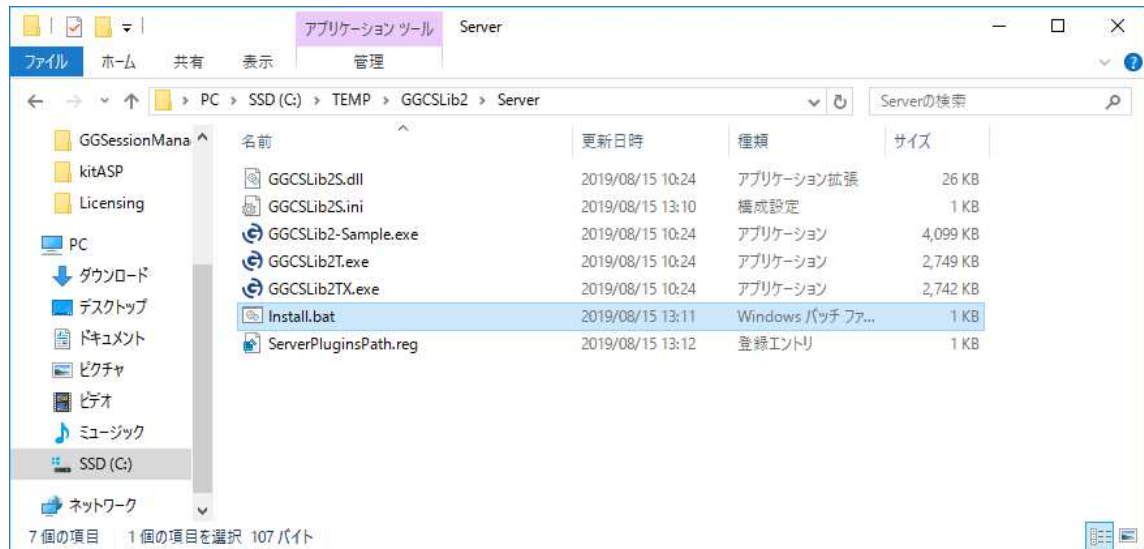 アプリケーション ツール Server
ファイル ホーム 共有 表示 管理
PC › SSD (C:) › TEMP › GGCSLib2 › Server Serverの検索
GGSessionMana
kitASP
Licensing
PC
ダウンロード
デスクトップ
ドキュメント
ピクチャ
ビデオ
ミュージック
SSD (C:)
ネットワーク
名前 更新日時 種類 サイズ
GGCSLib2S.dll 2019/08/15 10:24 アプリケーション拡張 26 KB
GGCSLib2S.ini 2019/08/15 13:10 構成設定 1 KB
GGCSLib2-Sample.exe 2019/08/15 10:24 アプリケーション 4,099 KB
GGCSLib2T.exe 2019/08/15 10:24 アプリケーション 2,749 KB
GGCSLib2TX.exe 2019/08/15 10:24 アプリケーション 2,742 KB
Install.bat 2019/08/15 13:11 Windows バッチ ファ... 1 KB
ServerPluginsPath.reg 2019/08/15 13:12 登録エントリ 1 KB
7 個の項目 1 個の項目を選択 107 バイト